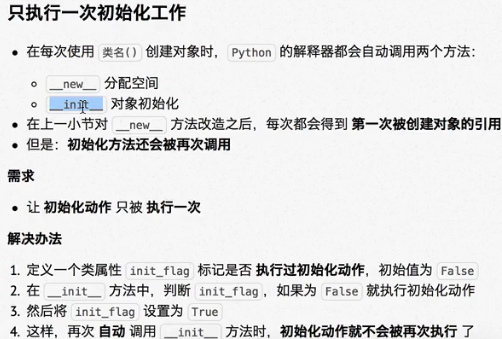 只执行一次初始化工作
• 在每次使用 类名() 创建对象时，Python 的解释器都会自动调用两个方法：
◦ __new__ 分配空间
◦ __init__ 对象初始化
• 在上一小节对 __new__ 方法改造之后，每次都会得到 第一次被创建对象的引用
• 但是：初始化方法还会被再次调用
需求
• 让 初始化动作 只被 执行一次
解决办法
1. 定义一个类属性 init_flag 标记是否 执行过初始化动作，初始值为 False
2. 在 __init__ 方法中，判断 init_flag，如果为 False 就执行初始化动作
3. 然后将 init_flag 设置为 True
4. 这样，再次 自动 调用 __init__ 方法时，初始化动作就不会被再次执行 了